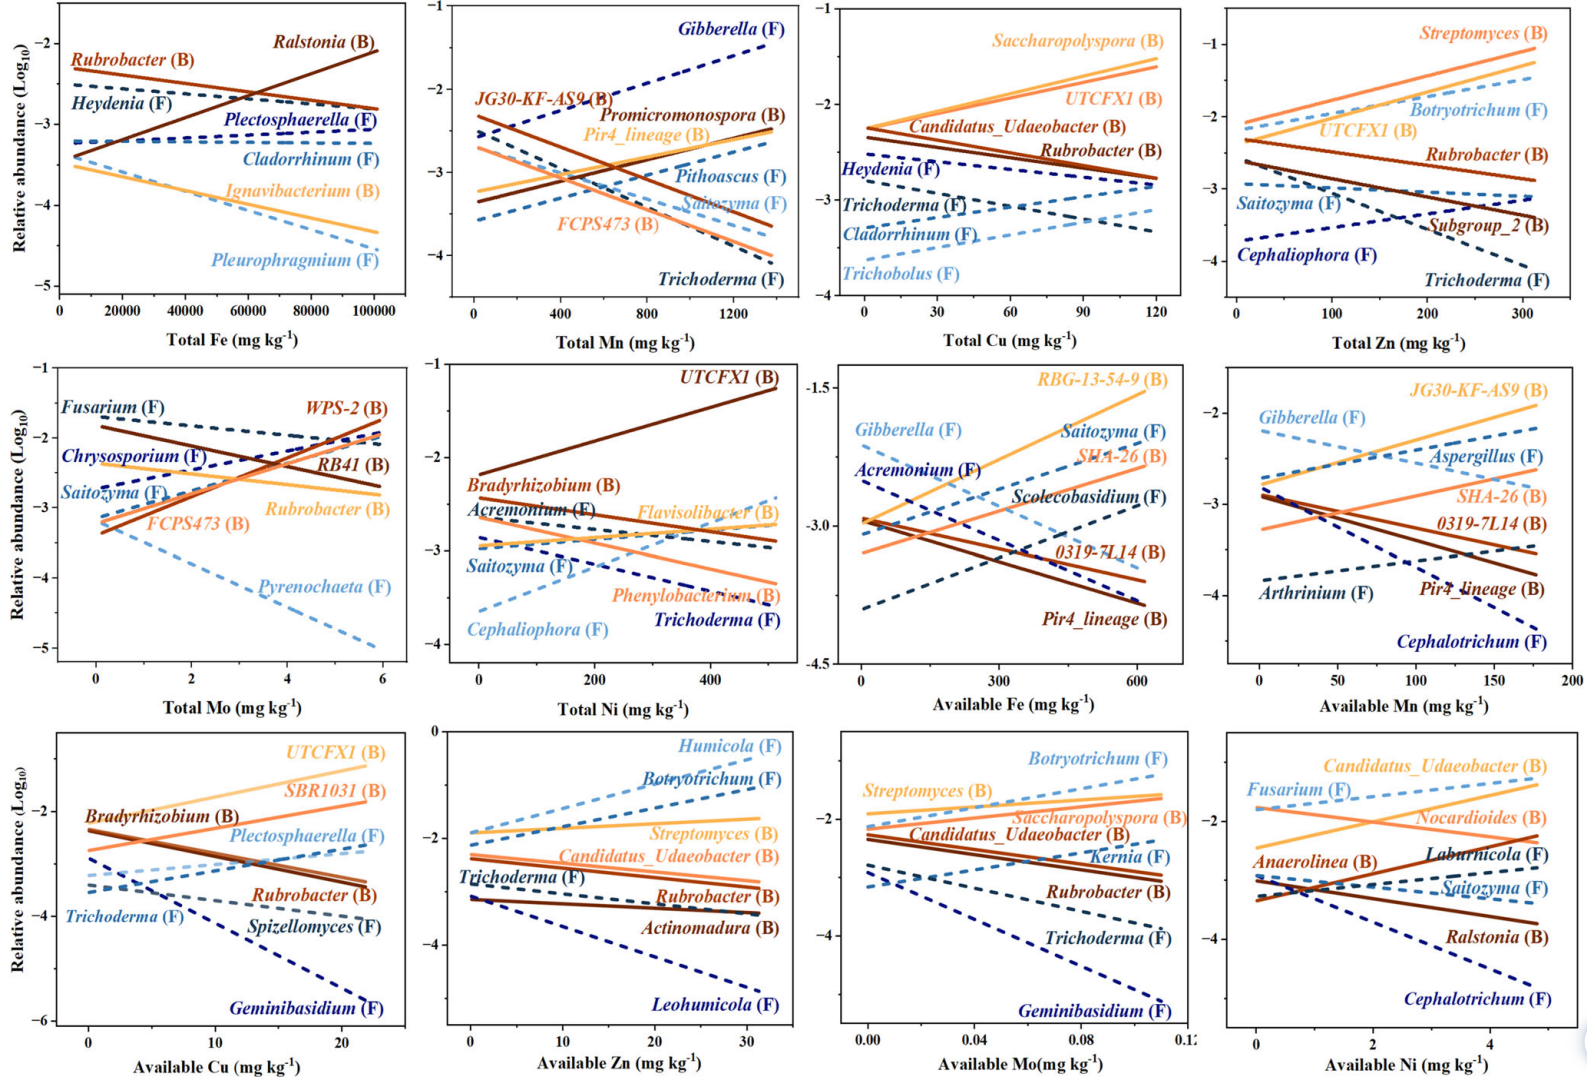 Relative abundance (Log₁₀)
−2
−3
−4
−5
Ralstonia (B)
Rubrobacter (B)
Heydenia (F)
Plectosphaerella (F)
Cladorrhinum (F)
Ignavibacterium (B)
Pleurophragmium (F)
0 20000 40000 60000 80000 100000
Total Fe (mg kg⁻¹)
−1
−2
−3
−4
Gibberella (F)
JG30-KF-AS9 (B)
Promicromonospora (B)
Pir4_lineage (B)
Pithoascus (F)
Saitozyma (F)
FCPS473 (B)
Trichoderma (F)
0 400 800 1200
Total Mn (mg kg⁻¹)
−1
−2
−3
−4
Saccharopolyspora (B)
UTCFX1 (B)
Candidatus_Udaeobacter (B)
Rubrobacter (B)
Heydenia (F)
Trichoderma (F)
Cladorrhinum (F)
Trichobolus (F)
0 30 60 90 120
Total Cu (mg kg⁻¹)
−1
−2
−3
−4
Streptomyces (B)
Botryotrichum (F)
UTCFX1 (B)
Rubrobacter (B)
Saitozyma (F)
Subgroup_2 (B)
Cephaliophora (F)
Trichoderma (F)
0 100 200 300
Total Zn (mg kg⁻¹)
Relative abundance (Log₁₀)
−1
−2
−3
−4
−5
Fusarium (F)
WPS-2 (B)
Chrysosporium (F)
RB41 (B)
Saitozyma (F)
Rubrobacter (B)
FCPS473 (B)
Pyrenochaeta (F)
0 2 4 6
Total Mo (mg kg⁻¹)
−1
−2
−3
−4
UTCFX1 (B)
Bradyrhizobium (B)
Acremonium (F)
Flavisolibacter (B)
Saitozyma (F)
Phenylobacterium (B)
Cephaliophora (F)
Trichoderma (F)
0 200 400
Total Ni (mg kg⁻¹)
-1.5
-3.0
-4.5
RBG-13-54-9 (B)
Gibberella (F)
Saitozyma (F)
Acremonium (F)
SHA-26 (B)
Scolecobasidium (F)
0319-7L14 (B)
Pir4_lineage (B)
0 300 600
Available Fe (mg kg⁻¹)
−2
−3
−4
JG30-KF-AS9 (B)
Gibberella (F)
Aspergillus (F)
SHA-26 (B)
0319-7L14 (B)
Arthrinium (F)
Pir4_lineage (B)
Cephalotrichum (F)
0 50 100 150 200
Available Mn (mg kg⁻¹)
Relative abundance (Log₁₀)
−2
−4
−6
UTCFX1 (B)
SBR1031 (B)
Bradyrhizobium (B)
Plectosphaerella (F)
Rubrobacter (B)
Trichoderma (F)
Spizellomyces (F)
Geminibasidium (F)
0 10 20
Available Cu (mg kg⁻¹)
0
−2
−4
Humicola (F)
Botryotrichum (F)
Streptomyces (B)
Candidatus_Udaeobacter (B)
Trichoderma (F)
Rubrobacter (B)
Actinomadura (B)
Leohumicola (F)
0 10 20 30
Available Zn (mg kg⁻¹)
−2
−4
Botryotrichum (F)
Streptomyces (B)
Saccharopolyspora (B)
Candidatus_Udaeobacter (B)
Kernia (F)
Rubrobacter (B)
Trichoderma (F)
Geminibasidium (F)
0.00 0.04 0.08 0.12
Available Mo(mg kg⁻¹)
−2
−4
Candidatus_Udaeobacter (B)
Fusarium (F)
Nocardioides (B)
Anaerolinea (B)
Laburnicola (F)
Saitozyma (F)
Ralstonia (B)
Cephalotrichum (F)
0 2 4
Available Ni (mg kg⁻¹)